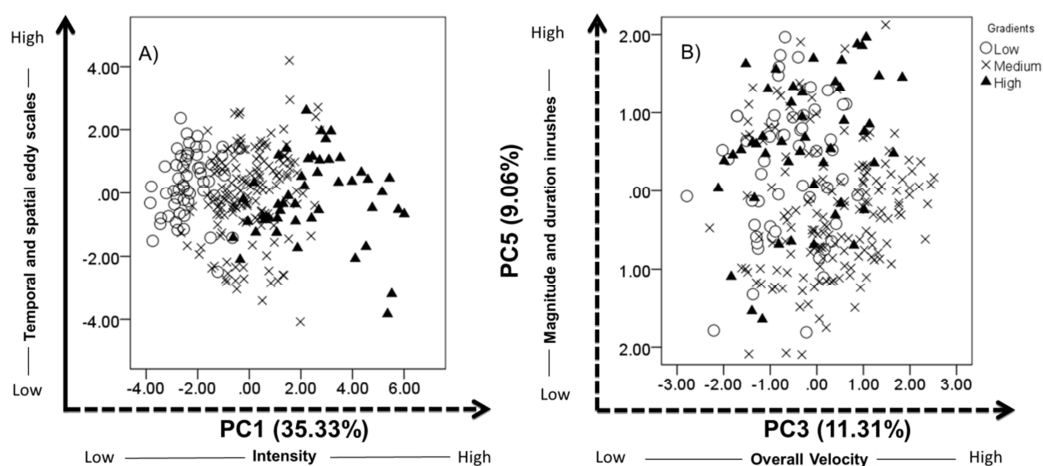 High
Temporal and spatial eddy scales
Low
A)
4.00
2.00
.00
-2.00
-4.00
-4.00 -2.00 .00 2.00 4.00 6.00
PC1 (35.33%)
Low Intensity High
High
Magnitude and duration inrushes
Low
PC5 (9.06%)
B)
2.00
1.00
.00
1.00
2.00
-3.00 -2.00 -1.00 .00 1.00 2.00 3.00
PC3 (11.31%)
Low Overall Velocity High
Gradients
Low
Medium
High